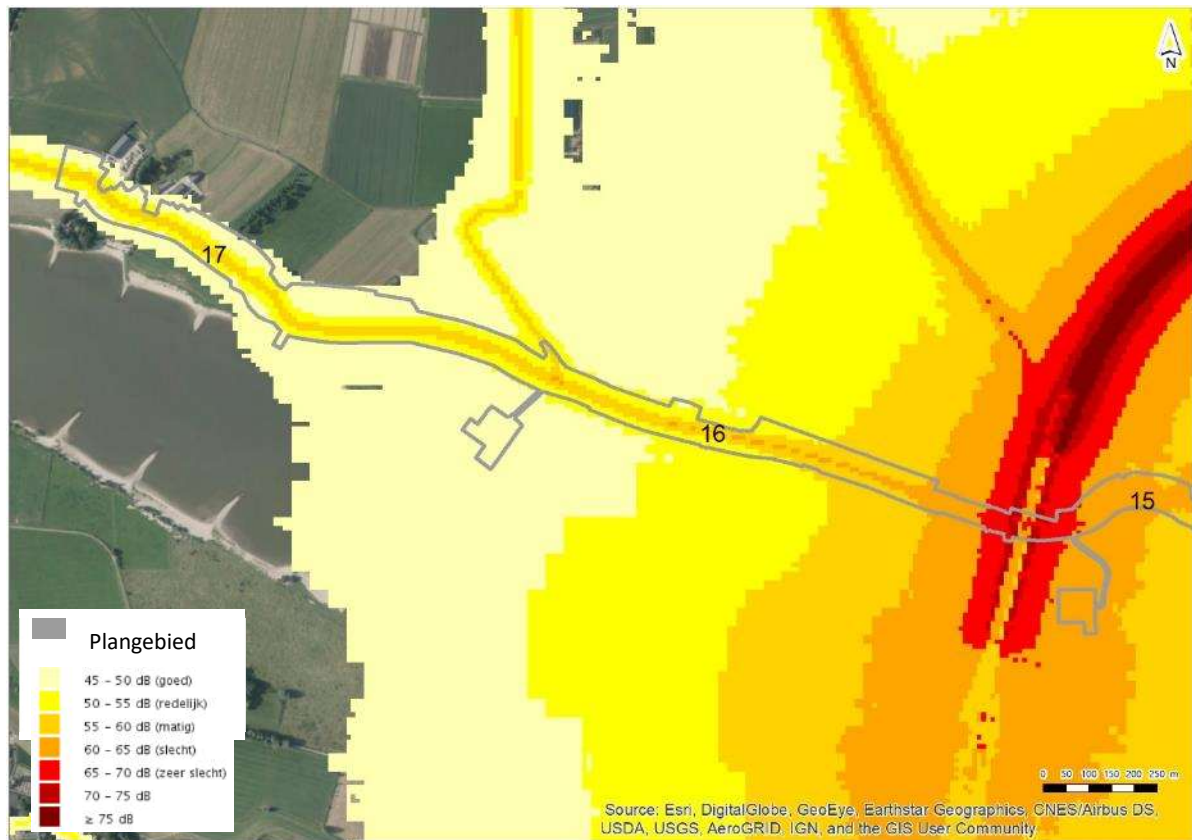 N
17
16
15
Plangebied
45 - 50 dB (goed)
50 - 55 dB (redelijk)
55 - 60 dB (matig)
60 - 65 dB (slecht)
65 - 70 dB (zeer slecht)
70 - 75 dB
≥ 75 dB
0 50 100 150 200 250 m
Source: Esri, DigitalGlobe, GeoEye, Earthstar Geographics, CNES/Airbus DS,
USDA, USGS, AeroGRID, IGN, and the GIS User Community